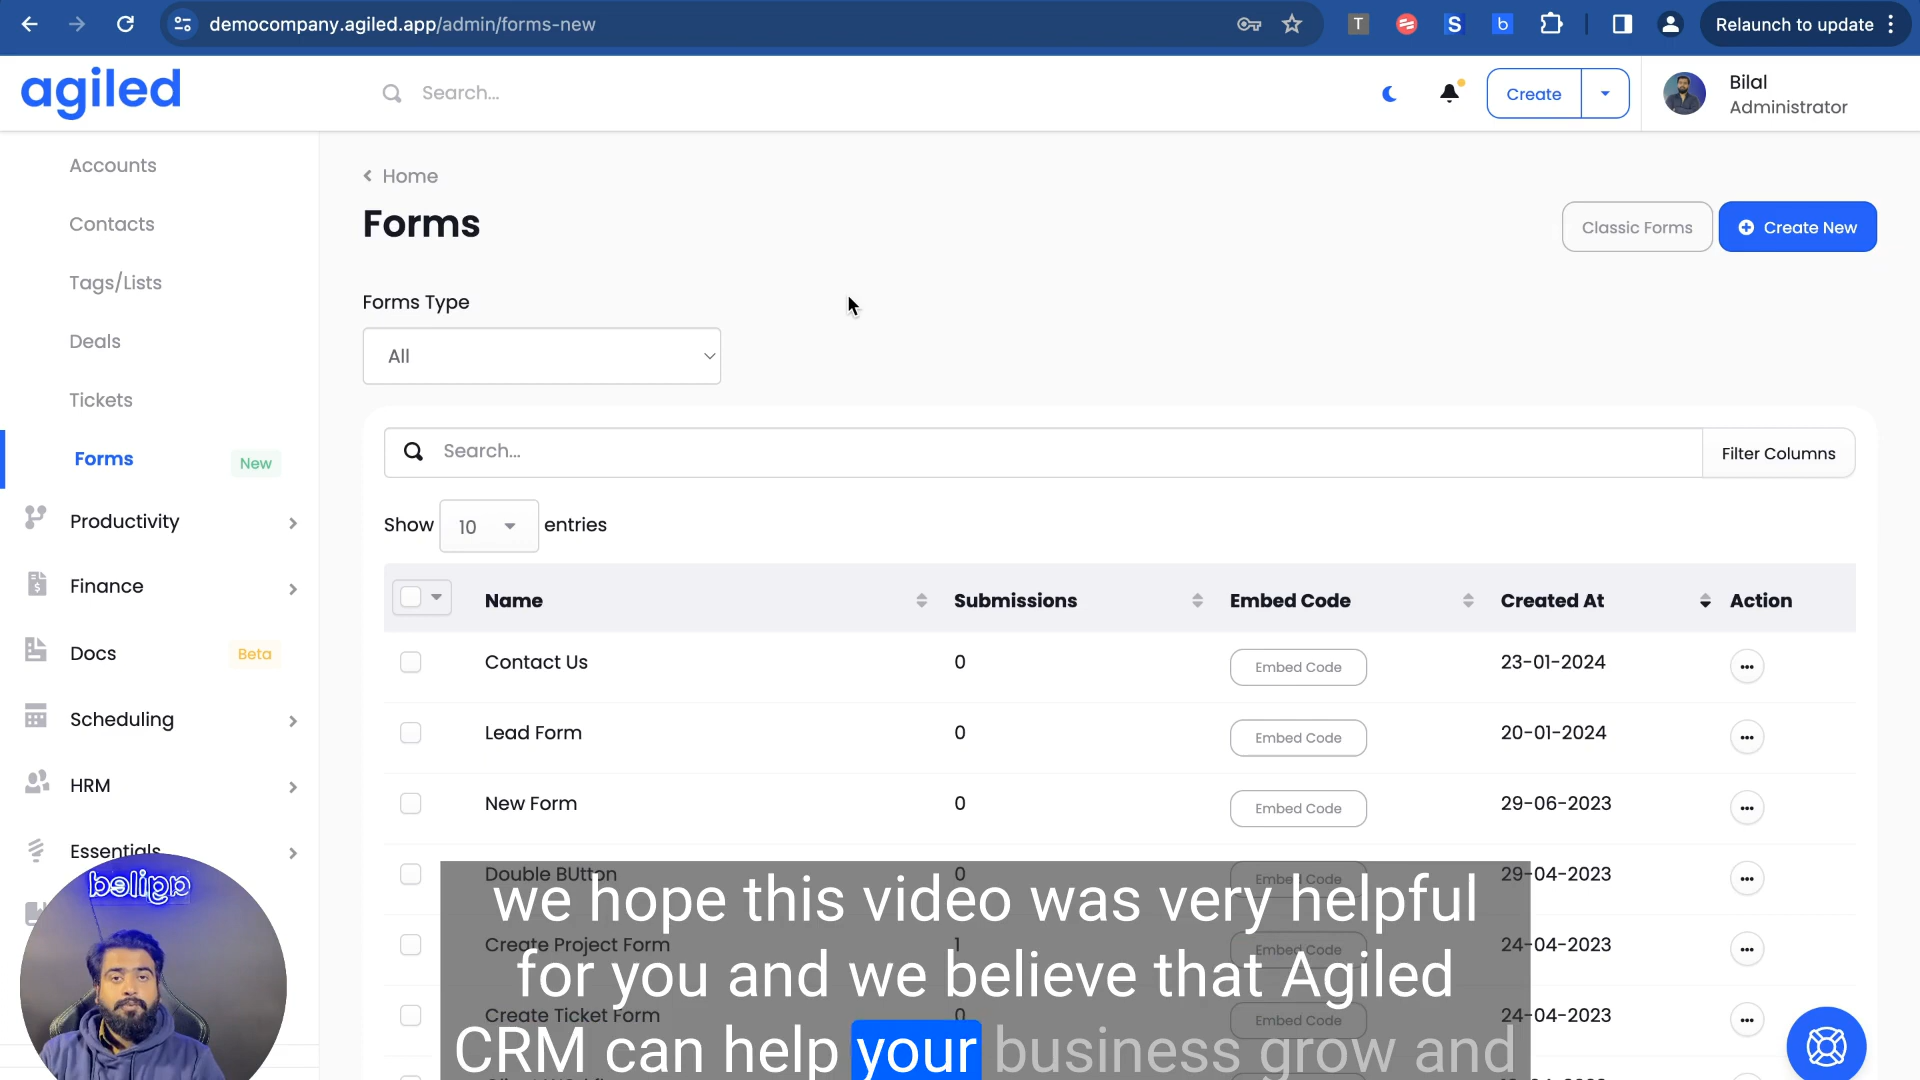 democompany.agiled.app/admin/forms-new
T
S
b
Relaunch to update
agiled
Search...
Create
Bilal
Administrator
Accounts
Contacts
Tags/Lists
Deals
Tickets
Forms
New
Productivity
Finance
Docs
Beta
Scheduling
HRM
Essentials
Home
Forms
Classic Forms
Create New
Forms Type
All
Search...
Filter Columns
Show 10 entries
Name Submissions Embed Code Created At Action
Contact Us 0 Embed Code 23-01-2024
Lead Form 0 Embed Code 20-01-2024
New Form 0 Embed Code 29-06-2023
Double BUtton 0 Embed Code 29-04-2023
Create Project Form 1 Embed Code 24-04-2023
Create Ticket Form 0 Embed Code 24-04-2023
we hope this video was very helpful
for you and we believe that Agiled
CRM can help your business grow and
agiled